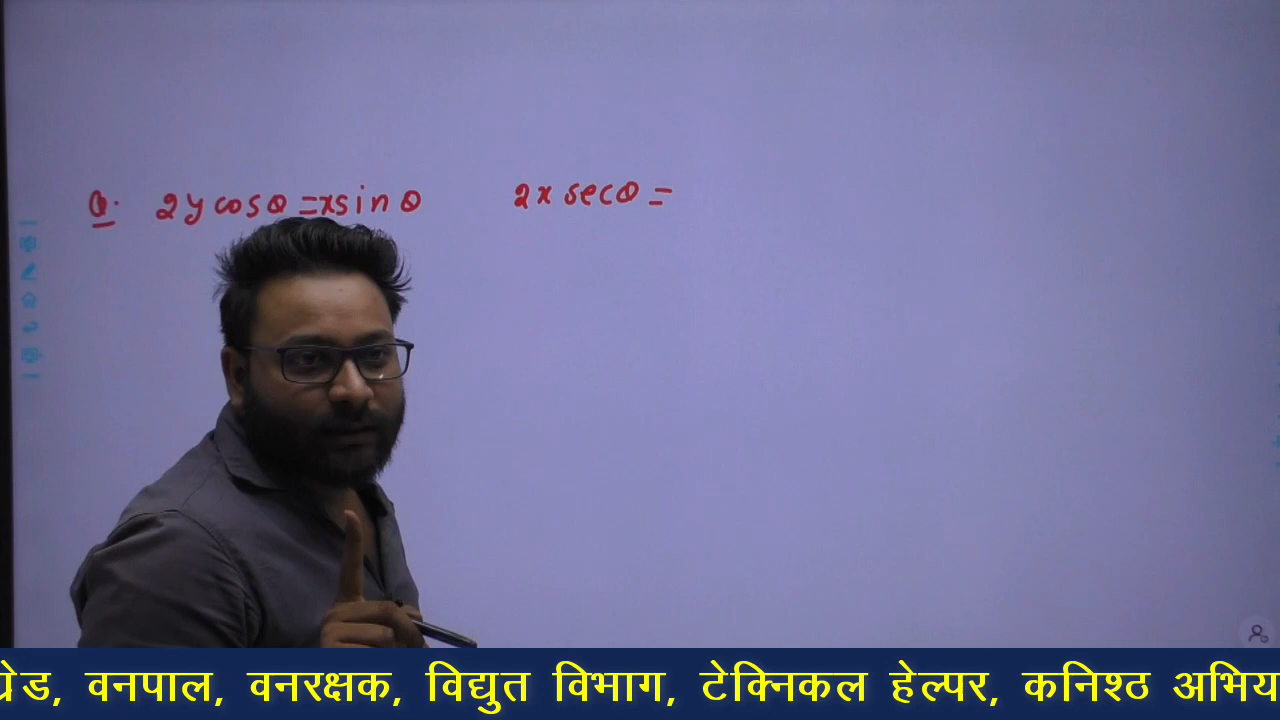 Q. 2y cosθ = x sinθ 2x secθ =
ग्रेड, वनपाल, वनरक्षक, विद्युत विभाग, टेक्निकल हेल्पर, कनिश्ठ अभिय